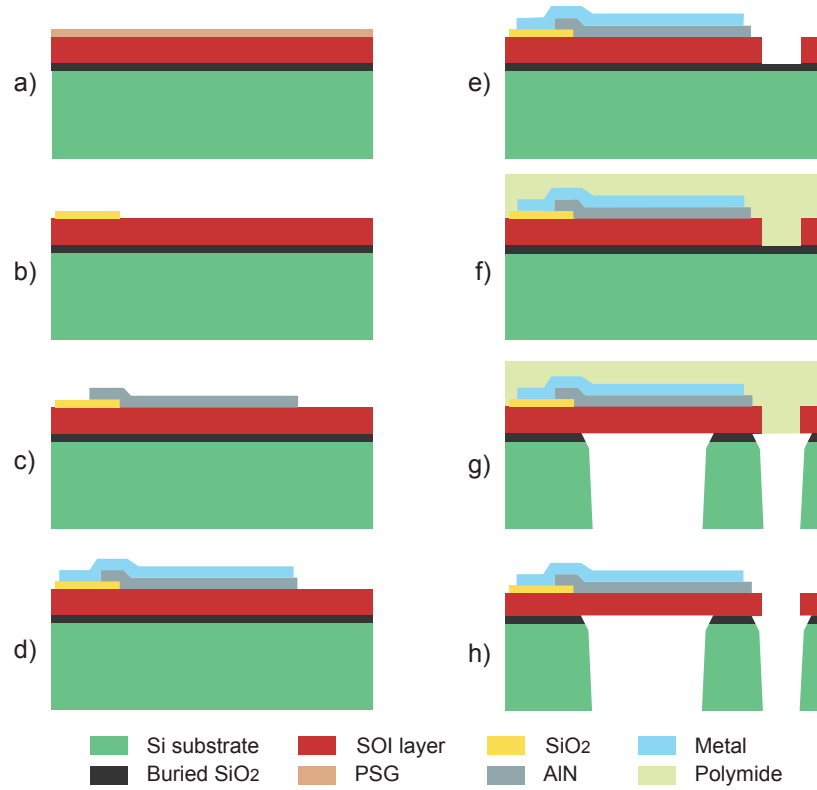 a)
b)
c)
d)
e)
f)
g)
h)
Si substrate
SOI layer
SiO2
Metal
Buried SiO2
PSG
AlN
Polymide